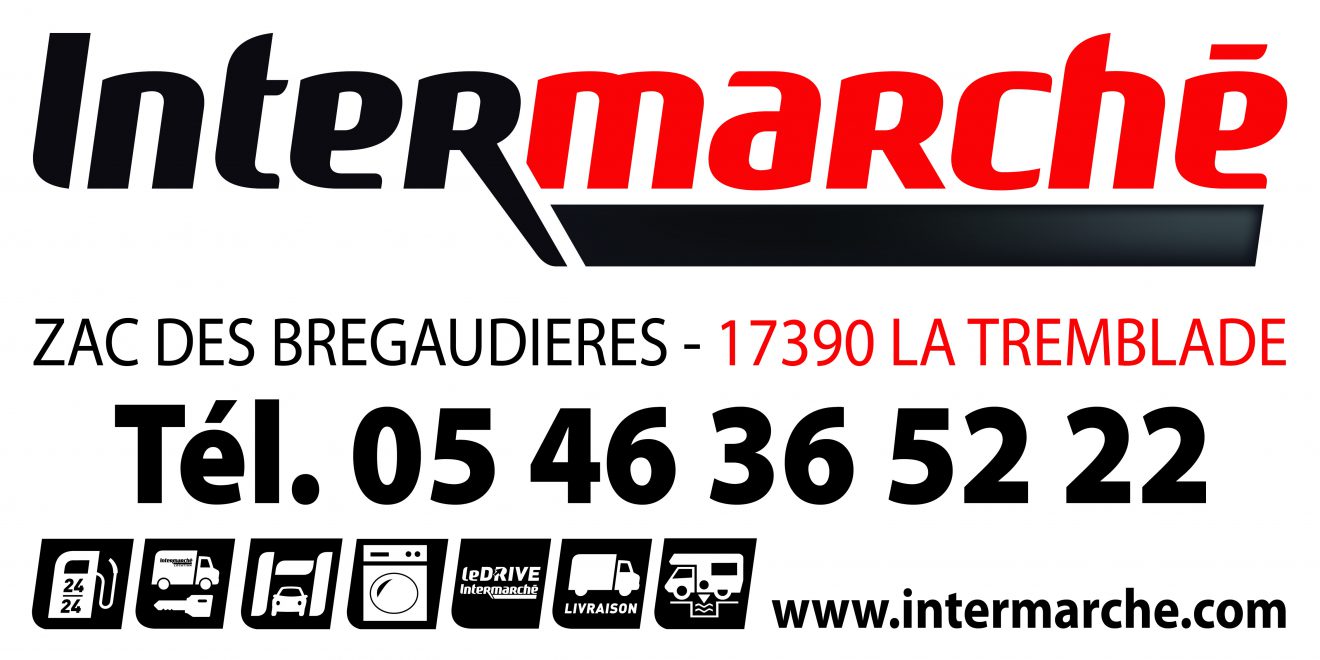 Intermarché
ZAC DES BREGAUDIERES - 17390 LA TREMBLADE
Tél. 05 46 36 52 22
24
24
Intermarché
leDRIVE
Intermarché
LIVRAISON
www.intermarche.com